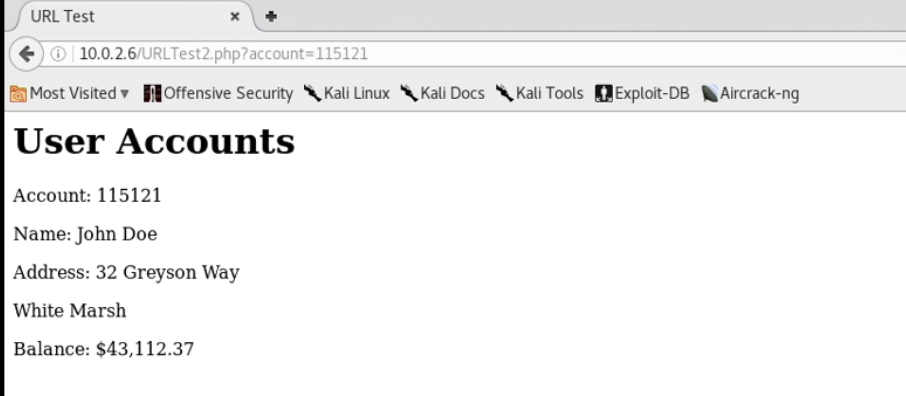 URL Test
10.0.2.6/URLTest2.php?account=115121
Most Visited Offensive Security Kali Linux Kali Docs Kali Tools Exploit-DB Aircrack-ng
User Accounts
Account: 115121
Name: John Doe
Address: 32 Greyson Way
White Marsh
Balance: $43,112.37